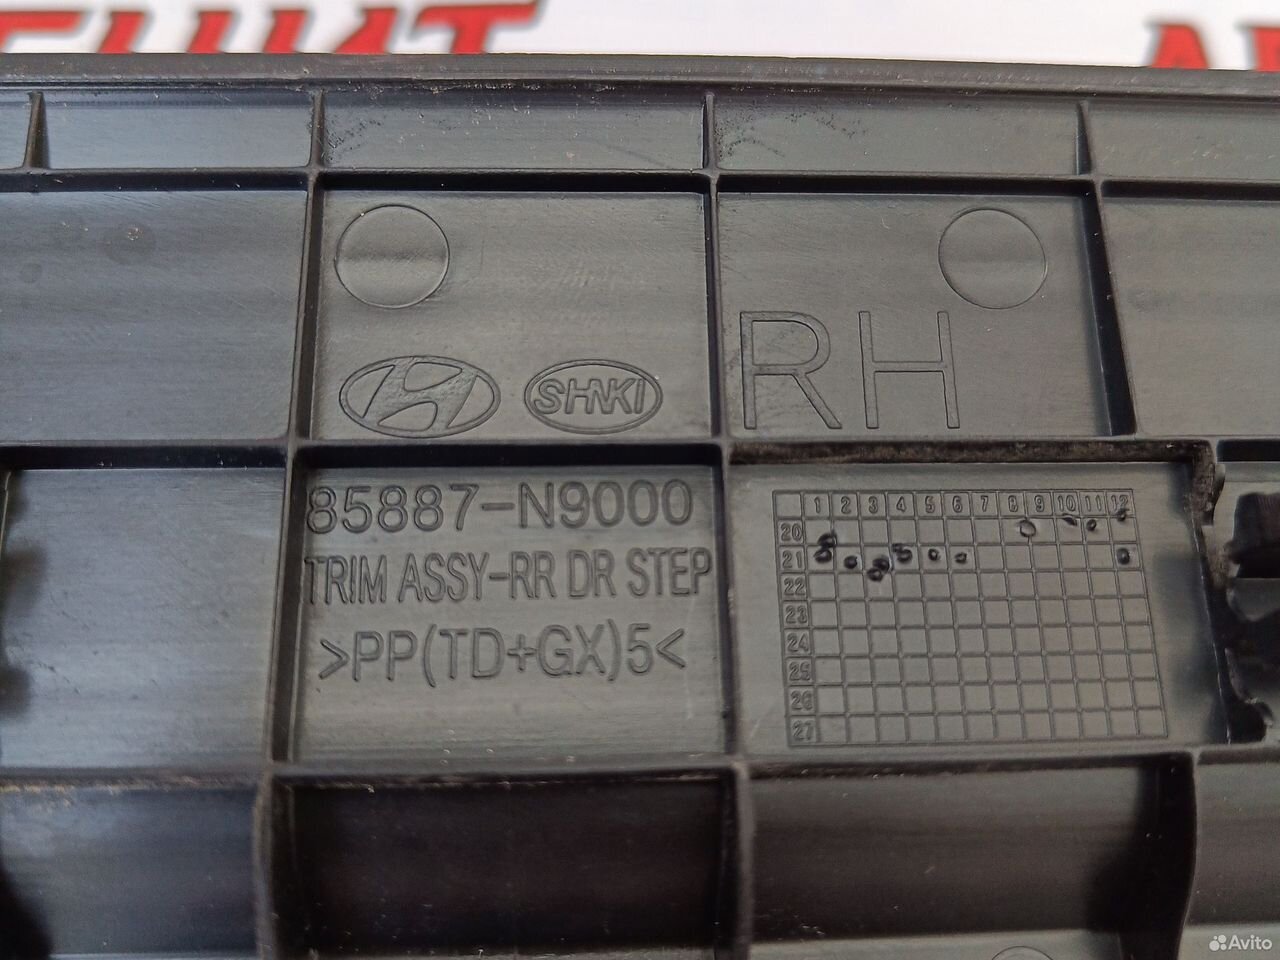 RH
SHNKI
85887-N9000
TRIM ASSY-RR DR STEP
>PP(TD+GX)5<
1 2 3 4 5 6 7 8 9 10 11 12
20
21
22
23
24
25
26
27
Avito